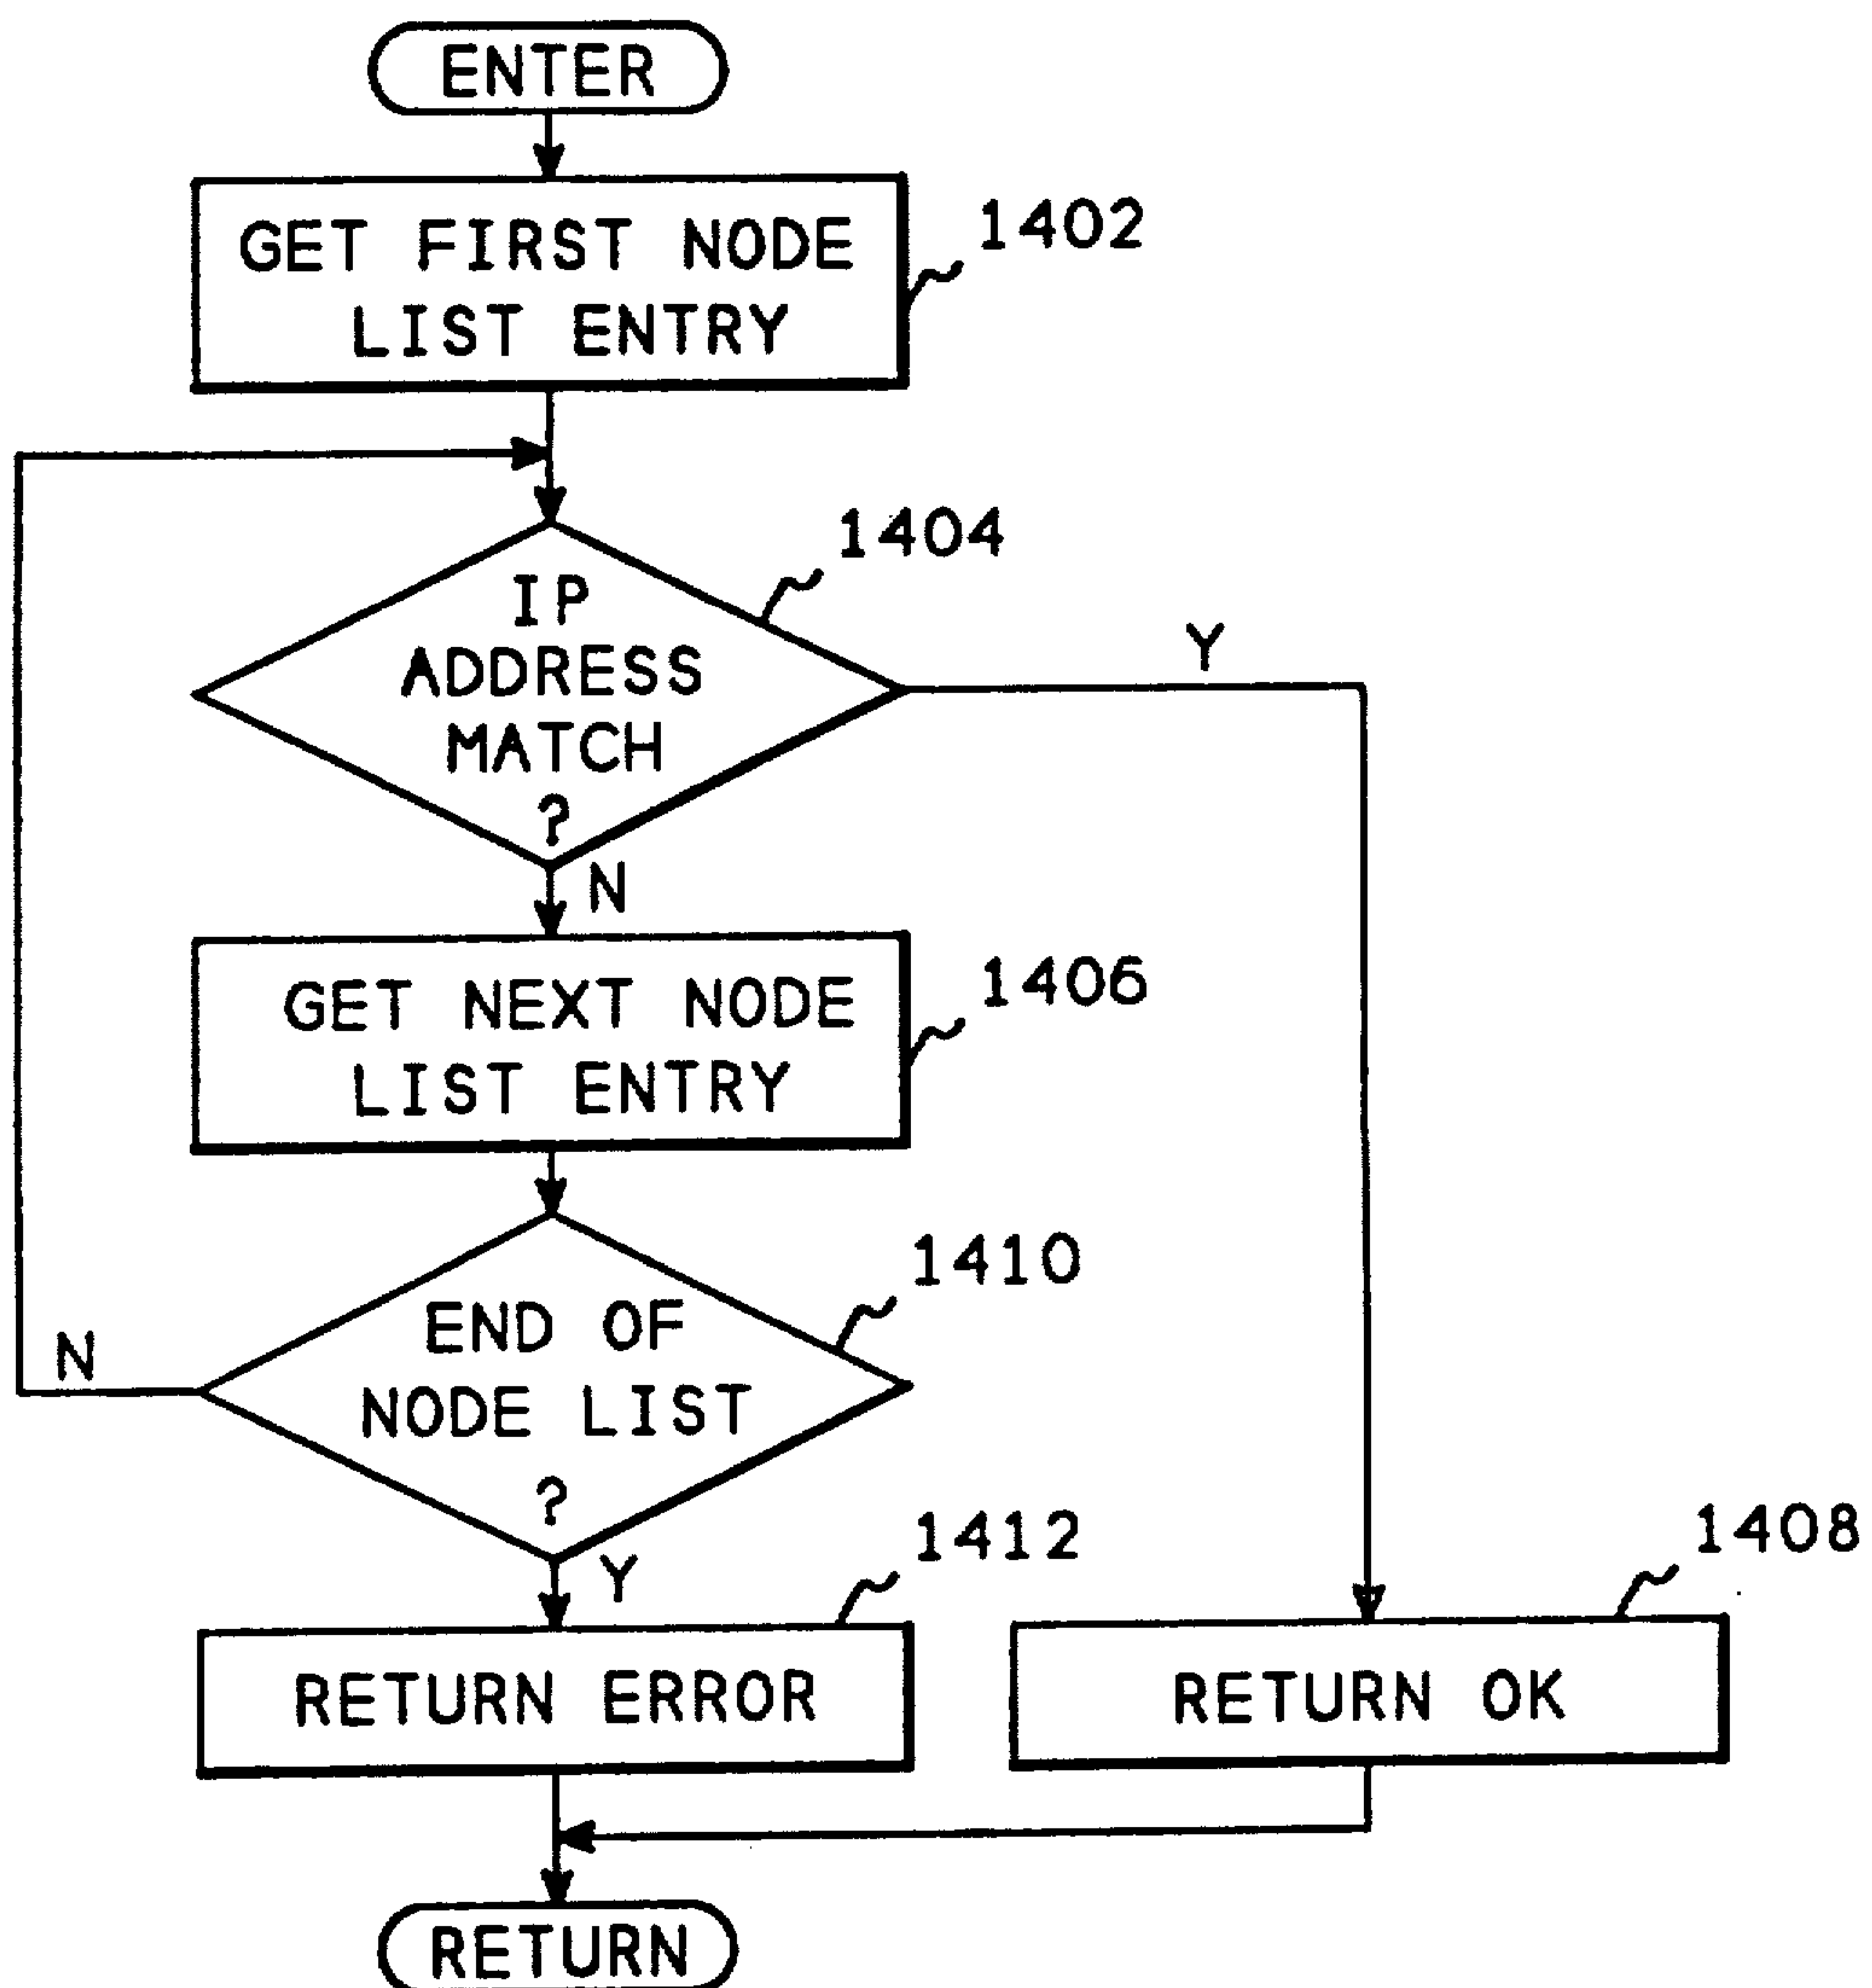 ENTER
GET FIRST NODE
LIST ENTRY
1402
1404
IP
ADDRESS
MATCH
?
Y
N
GET NEXT NODE
LIST ENTRY
1406
1410
END OF
NODE LIST
?
N
Y
1412
1408
RETURN ERROR
RETURN OK
RETURN